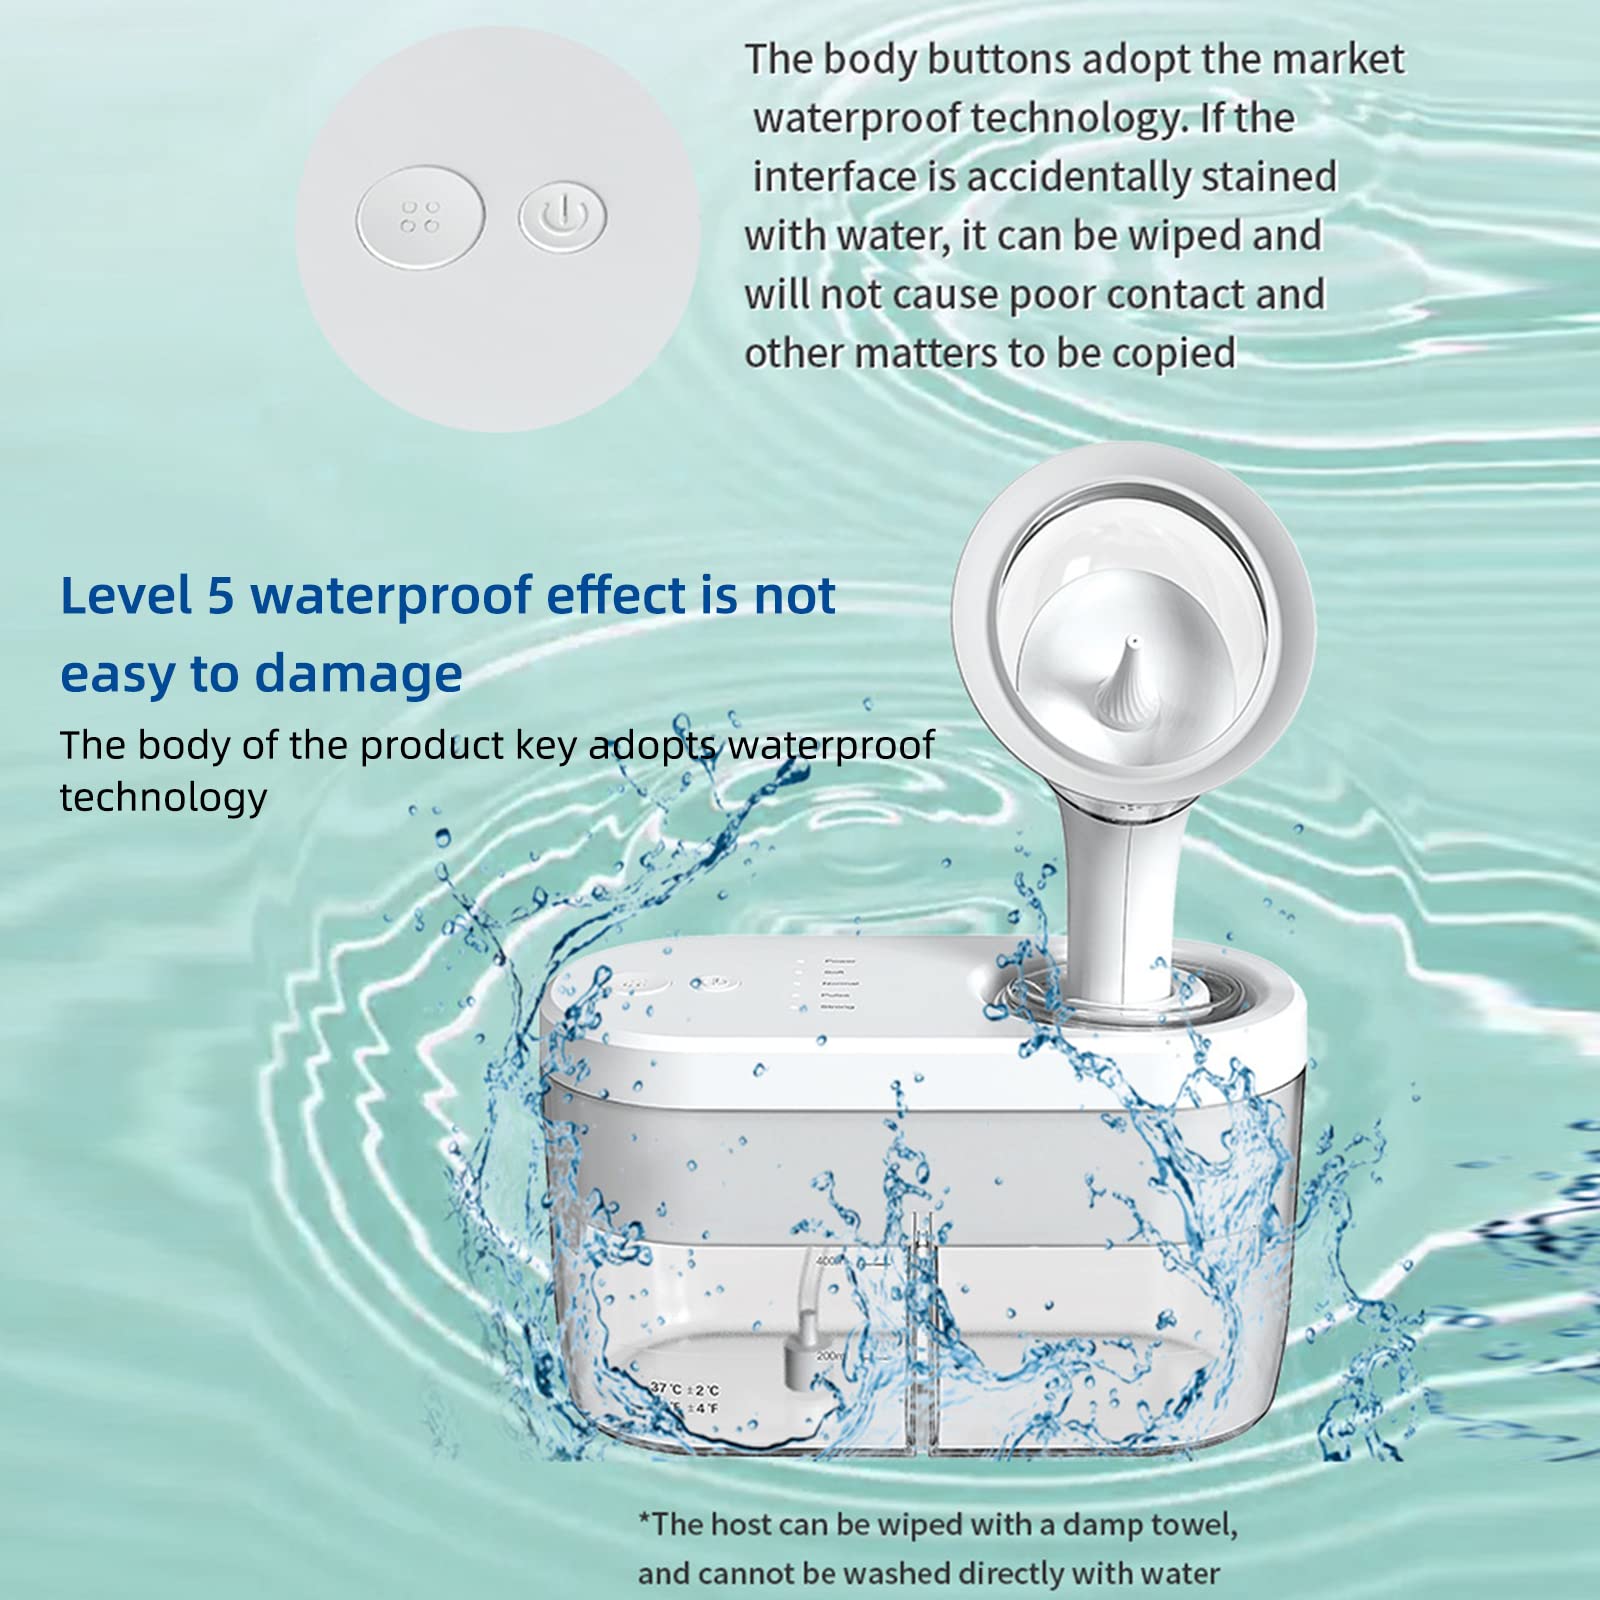 The body buttons adopt the market
waterproof technology. If the
interface is accidentally stained
with water, it can be wiped and
will not cause poor contact and
other matters to be copied
Level 5 waterproof effect is not
easy to damage
The body of the product key adopts waterproof
technology
Power
Soft
Normal
Pulse
Strong
200m
37°C ±2°C
±4°F
*The host can be wiped with a damp towel,
and cannot be washed directly with water